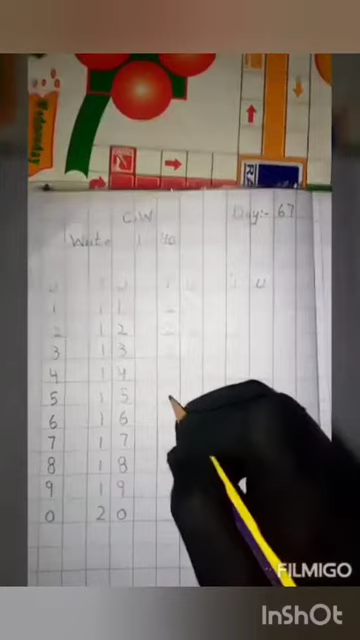 Wednesday
C.W Day:- 67
Write 1 to
U U
1 1 1
2 1 2
3 1 3
4 1 4
5 1 5
6 1 6
7 1 7
8 1 8
9 1 9
0 2 0
FILMIGO
InShOt